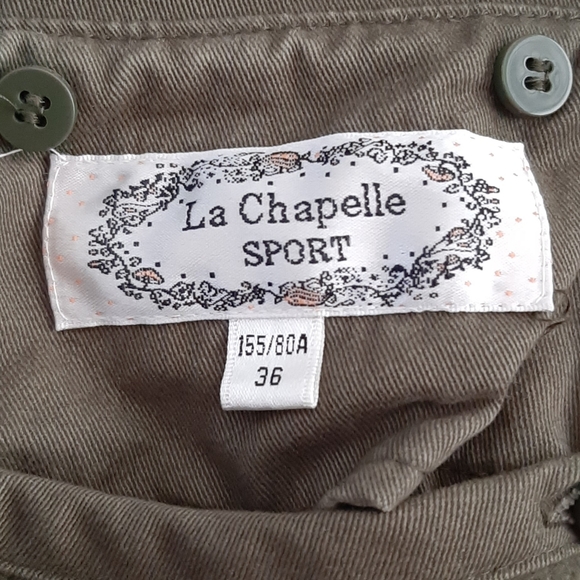 La Chapelle
SPORT
155/80A
36